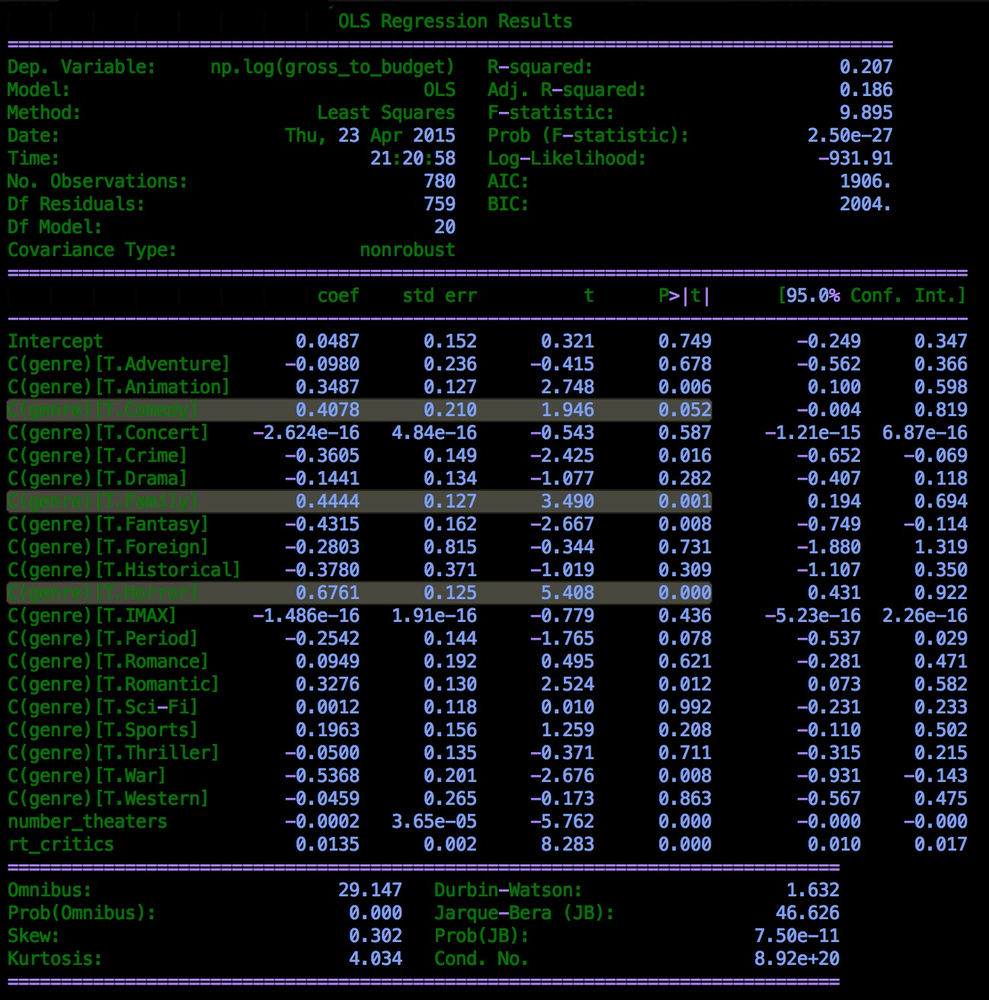 OLS Regression Results
Dep. Variable: np.log(gross_to_budget) R-squared: 0.207
Model: OLS Adj. R-squared: 0.186
Method: Least Squares F-statistic: 9.895
Date: Thu, 23 Apr 2015 Prob (F-statistic): 2.50e-27
Time: 21:20:58 Log-Likelihood: -931.91
No. Observations: 780 AIC: 1906.
Df Residuals: 759 BIC: 2004.
Df Model: 20
Covariance Type: nonrobust
coef std err t P>|t| [95.0% Conf. Int.]
Intercept 0.0487 0.152 0.321 0.749 -0.249 0.347
C(genre)[T.Adventure] -0.0980 0.236 -0.415 0.678 -0.562 0.366
C(genre)[T.Animation] 0.3487 0.127 2.748 0.006 0.100 0.598
C(genre)[T.Comedy] 0.4078 0.210 1.946 0.052 -0.004 0.819
C(genre)[T.Concert] -2.624e-16 4.84e-16 -0.543 0.587 -1.21e-15 6.87e-16
C(genre)[T.Crime] -0.3605 0.149 -2.425 0.016 -0.652 -0.069
C(genre)[T.Drama] -0.1441 0.134 -1.077 0.282 -0.407 0.118
C(genre)[T.Family] 0.4444 0.127 3.490 0.001 0.194 0.694
C(genre)[T.Fantasy] -0.4315 0.162 -2.667 0.008 -0.749 -0.114
C(genre)[T.Foreign] -0.2803 0.815 -0.344 0.731 -1.880 1.319
C(genre)[T.Historical] -0.3780 0.371 -1.019 0.309 -1.107 0.350
C(genre)[T.Horror] 0.6761 0.125 5.408 0.000 0.431 0.922
C(genre)[T.IMAX] -1.486e-16 1.91e-16 -0.779 0.436 -5.23e-16 2.26e-16
C(genre)[T.Period] -0.2542 0.144 -1.765 0.078 -0.537 0.029
C(genre)[T.Romance] 0.0949 0.192 0.495 0.621 -0.281 0.471
C(genre)[T.Romantic] 0.3276 0.130 2.524 0.012 0.073 0.582
C(genre)[T.Sci-Fi] 0.0012 0.118 0.010 0.992 -0.231 0.233
C(genre)[T.Sports] 0.1963 0.156 1.259 0.208 -0.110 0.502
C(genre)[T.Thriller] -0.0500 0.135 -0.371 0.711 -0.315 0.215
C(genre)[T.War] -0.5368 0.201 -2.676 0.008 -0.931 -0.143
C(genre)[T.Western] -0.0459 0.265 -0.173 0.863 -0.567 0.475
number_theaters -0.0002 3.65e-05 -5.762 0.000 -0.000 -0.000
rt_critics 0.0135 0.002 8.283 0.000 0.010 0.017
Omnibus: 29.147 Durbin-Watson: 1.632
Prob(Omnibus): 0.000 Jarque-Bera (JB): 46.626
Skew: 0.302 Prob(JB): 7.50e-11
Kurtosis: 4.034 Cond. No. 8.92e+20